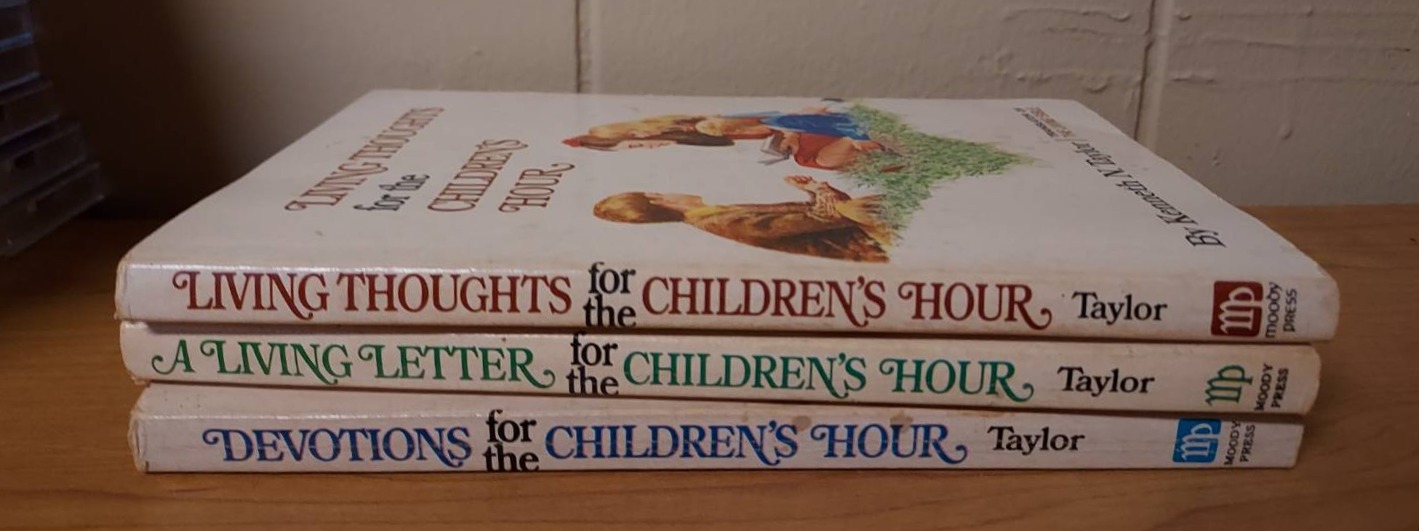 LIVING THOUGHTS
for the
CHILDREN'S
HOUR
By Kenneth N. Taylor
LIVING THOUGHTS for the CHILDREN'S HOUR Taylor mp MOODY PRESS
A LIVING LETTER for the CHILDREN'S HOUR Taylor mp MOODY PRESS
DEVOTIONS for the CHILDREN'S HOUR Taylor mp MOODY PRESS